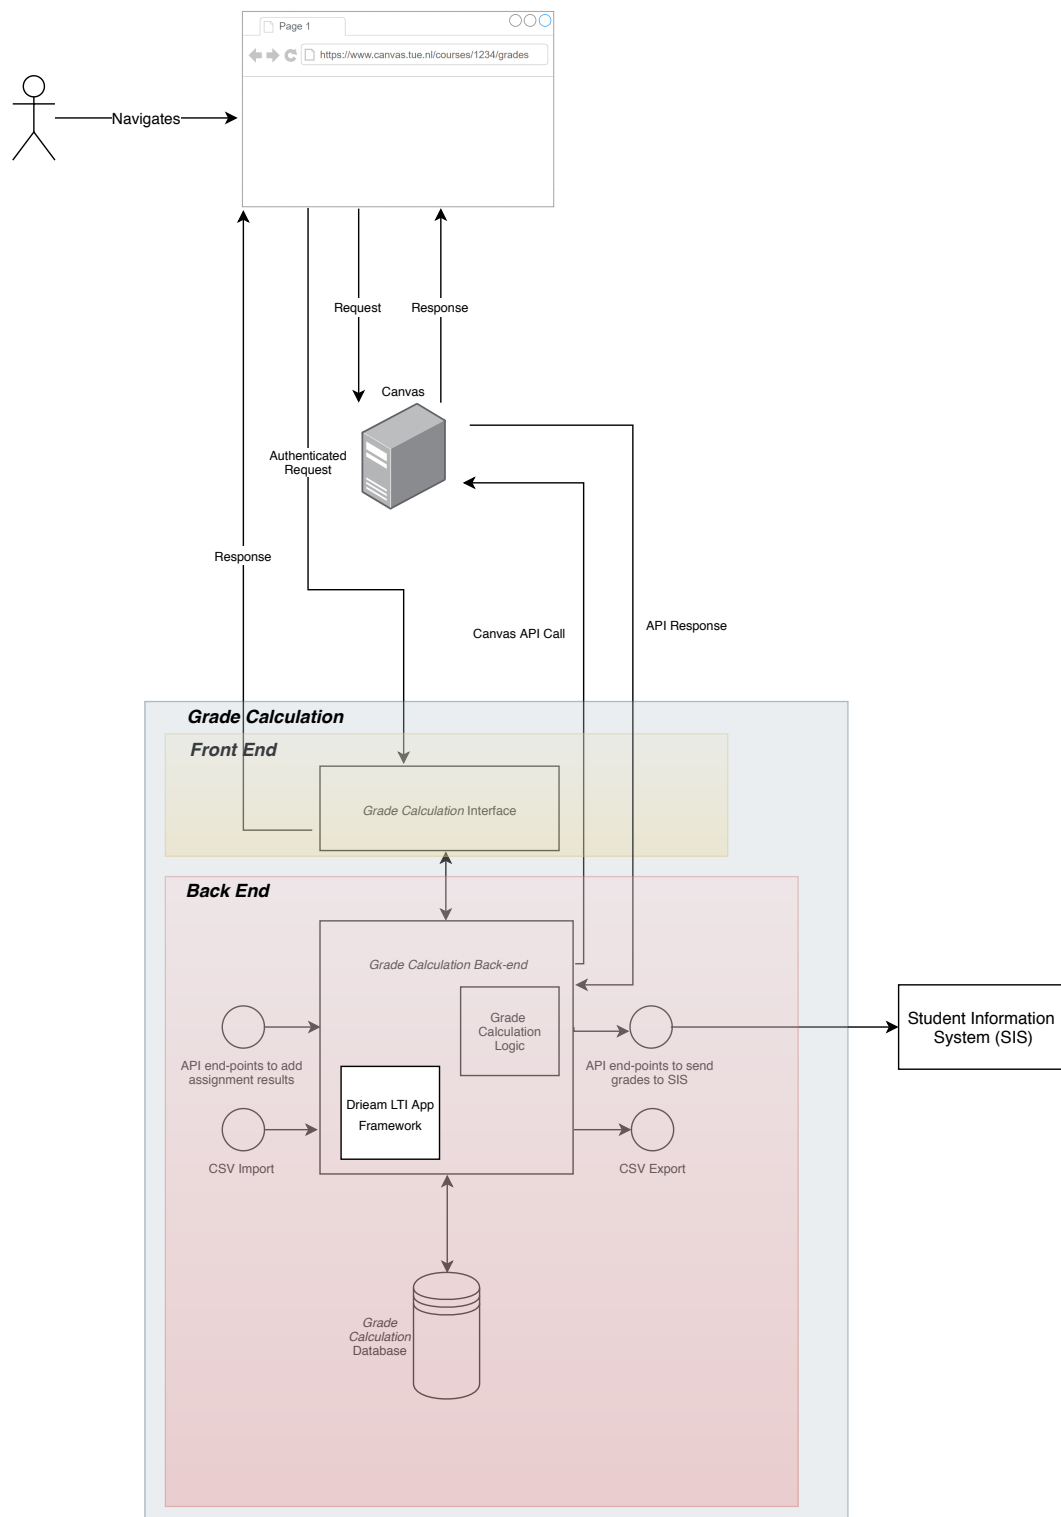 Page 1
https://www.canvas.tue.nl/courses/1234/grades
Navigates
Request
Response
Canvas
Authenticated
Request
Response
Canvas API Call
API Response
Grade Calculation
Front End
Grade Calculation Interface
Back End
Grade Calculation Back-end
Grade
Calculation
Logic
API end-points to add
assignment results
API end-points to send
grades to SIS
Student Information
System (SIS)
Drieam LTI App
Framework
CSV Import
CSV Export
Grade
Calculation
Database